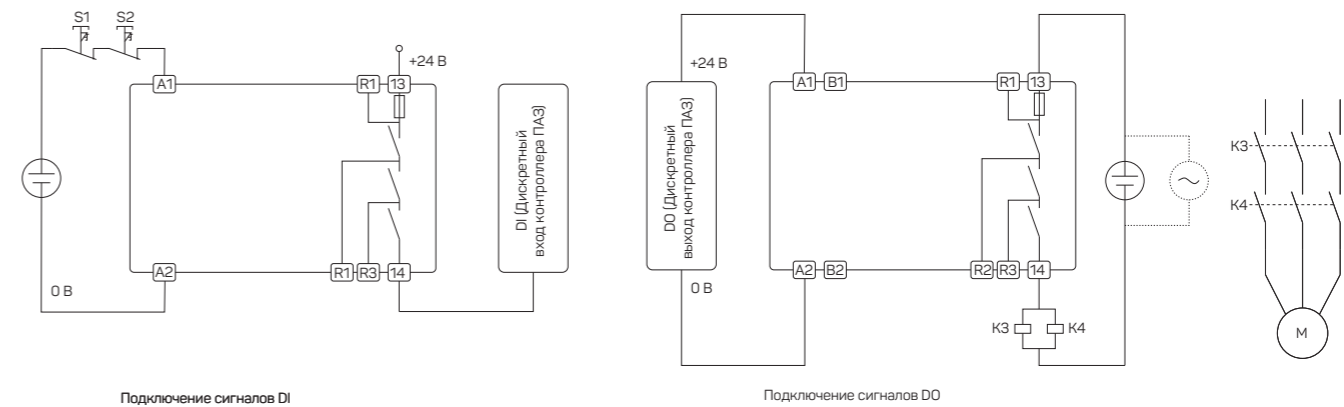 S1 S2
+24 В
A1 R1 13
DI (Дискретный
вход контроллера ПАЗ)
A2 R1 R3 14
0 В
Подключение сигналов DI
+24 В
A1 B1 R1 13
DO (Дискретный
выход контроллера ПАЗ)
A2 B2 R2 R3 14
0 В
K3 K4
K3
K4
M
Подключение сигналов DO